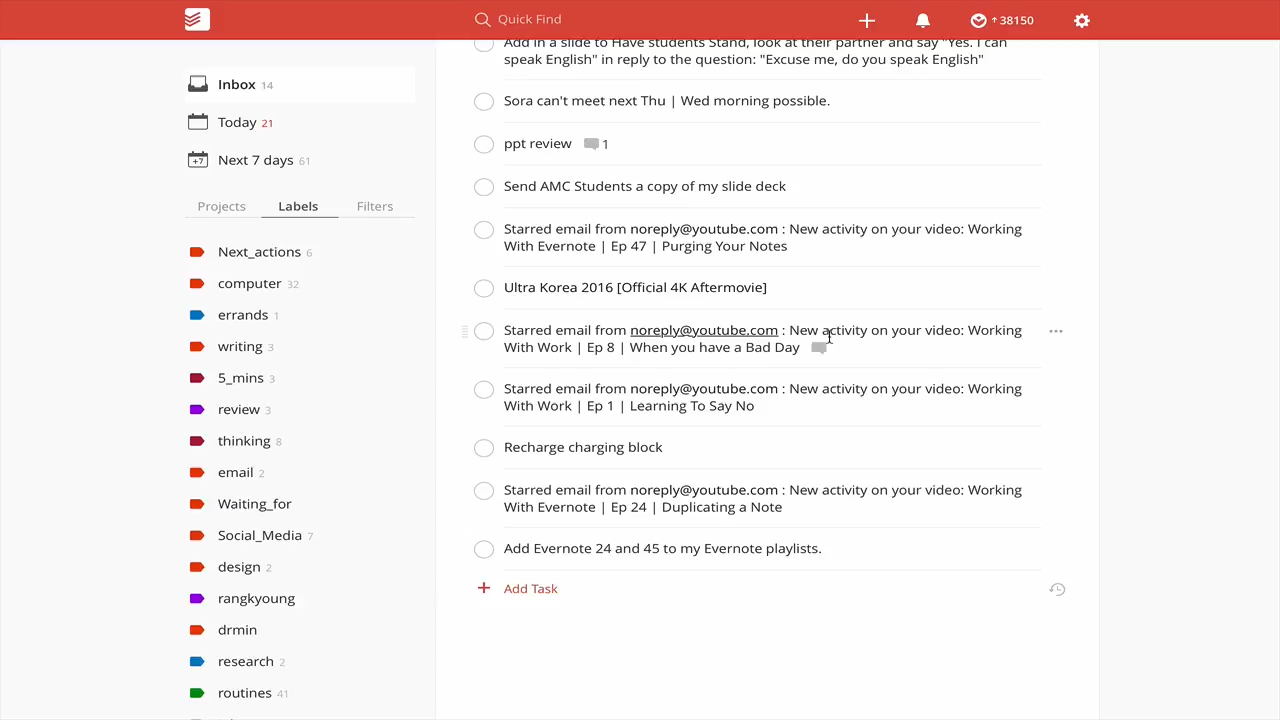 Quick Find
38150
Inbox 14
Today 21
+7 Next 7 days 61
Projects Labels Filters
Next_actions 6
computer 32
errands 1
writing 3
5_mins 3
review 3
thinking 8
email 2
Waiting_for
Social_Media 7
design 2
rangkyoung
drmin
research 2
routines 41
Add in a slide to Have students Stand, look at their partner and say "Yes. I can
speak English" in reply to the question: "Excuse me, do you speak English"
Sora can't meet next Thu | Wed morning possible.
ppt review 1
Send AMC Students a copy of my slide deck
Starred email from noreply@youtube.com : New activity on your video: Working
With Evernote | Ep 47 | Purging Your Notes
Ultra Korea 2016 [Official 4K Aftermovie]
Starred email from noreply@youtube.com : New activity on your video: Working
With Work | Ep 8 | When you have a Bad Day
Starred email from noreply@youtube.com : New activity on your video: Working
With Work | Ep 1 | Learning To Say No
Recharge charging block
Starred email from noreply@youtube.com : New activity on your video: Working
With Evernote | Ep 24 | Duplicating a Note
Add Evernote 24 and 45 to my Evernote playlists.
+ Add Task